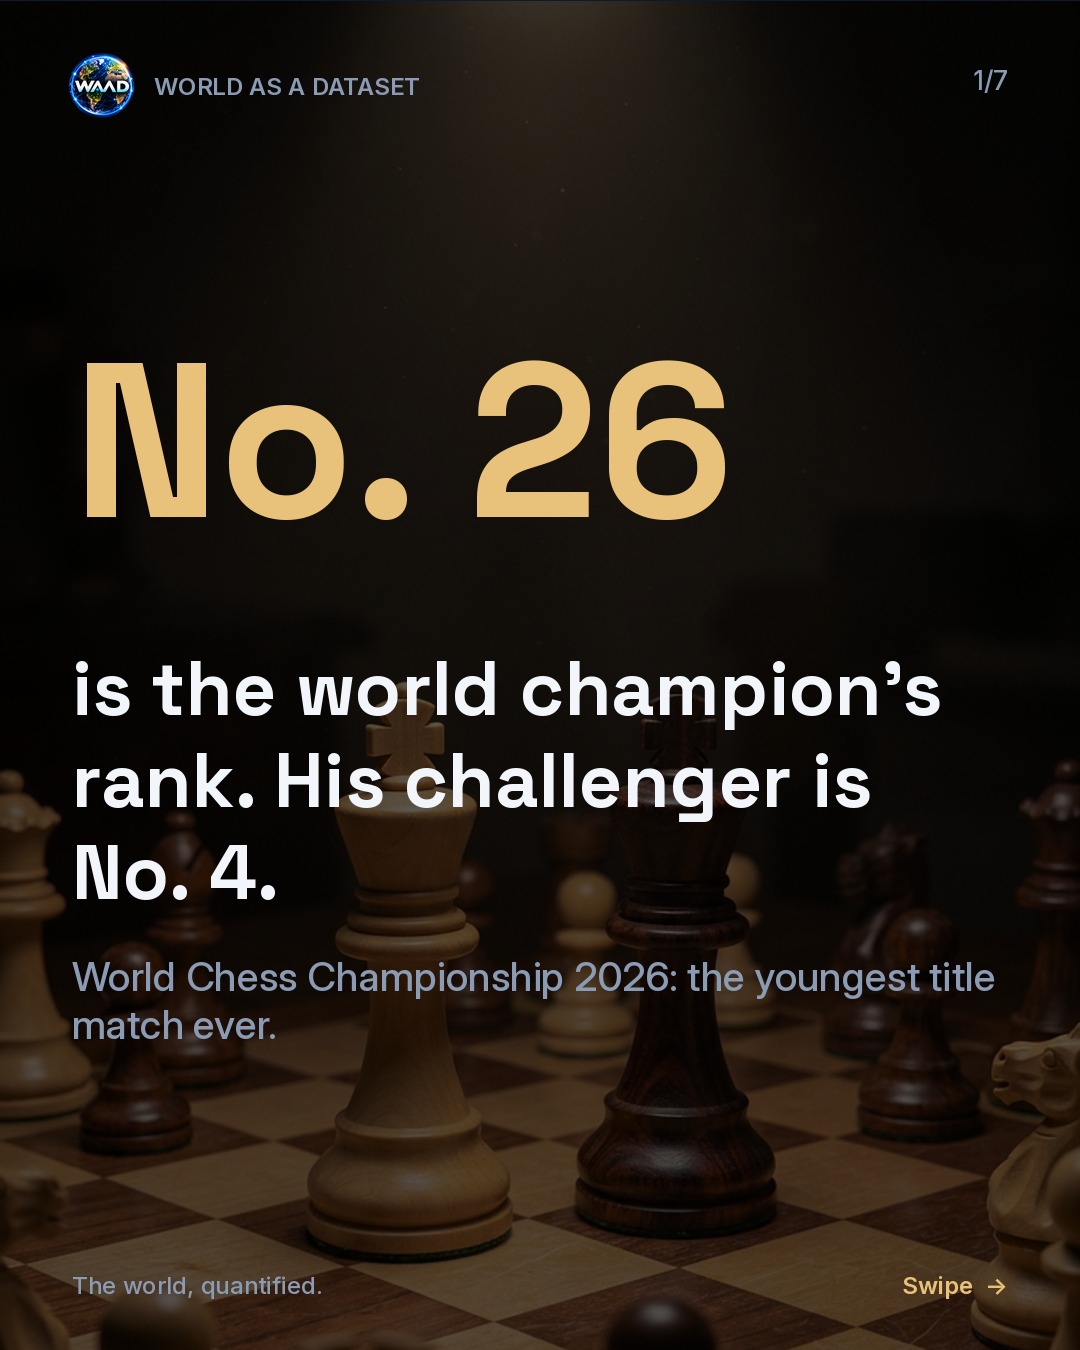 WAAD
WORLD AS A DATASET
1/7
No. 26
is the world champion’s
rank. His challenger is
No. 4.
World Chess Championship 2026: the youngest title
match ever.
The world, quantified.
Swipe →